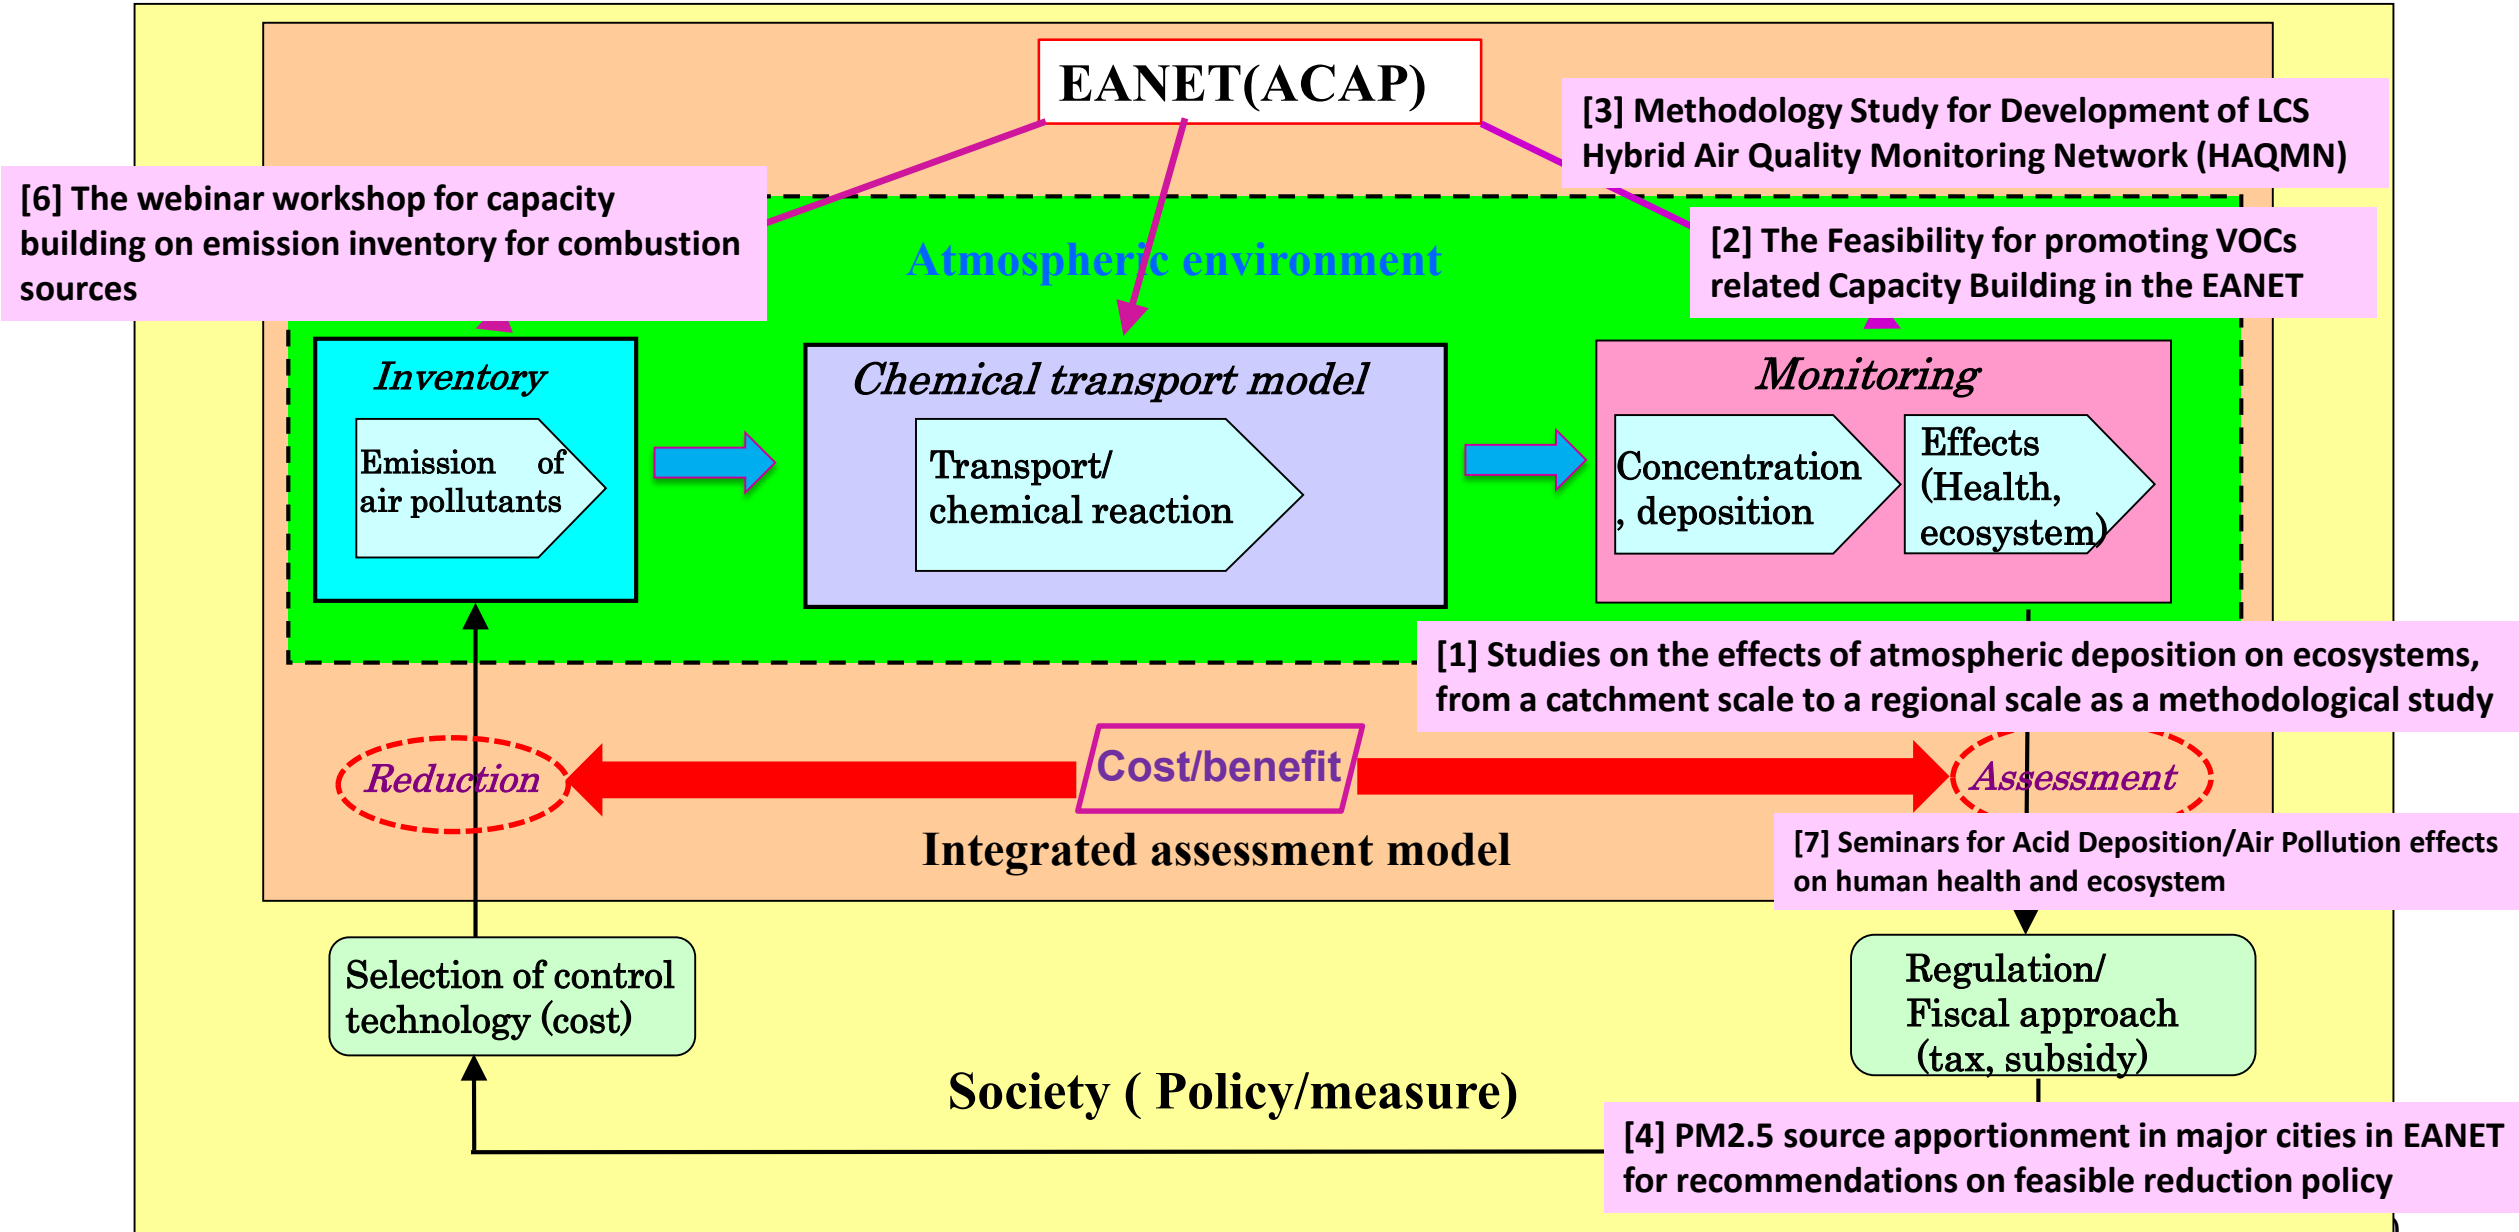 EANET(ACAP)
[3] Methodology Study for Development of LCS
Hybrid Air Quality Monitoring Network (HAQMN)
[6] The webinar workshop for capacity
building on emission inventory for combustion
sources
Atmospheric environment
[2] The Feasibility for promoting VOCs
related Capacity Building in the EANET
Inventory
Emission of
air pollutants
Chemical transport model
Transport/
chemical reaction
Monitoring
Concentration
, deposition
Effects
(Health,
ecosystem)
[1] Studies on the effects of atmospheric deposition on ecosystems,
from a catchment scale to a regional scale as a methodological study
Reduction
Cost/benefit
Assessment
Integrated assessment model
[7] Seminars for Acid Deposition/Air Pollution effects
on human health and ecosystem
Selection of control
technology (cost)
Regulation/
Fiscal approach
(tax, subsidy)
Society ( Policy/measure)
[4] PM2.5 source apportionment in major cities in EANET
for recommendations on feasible reduction policy
)